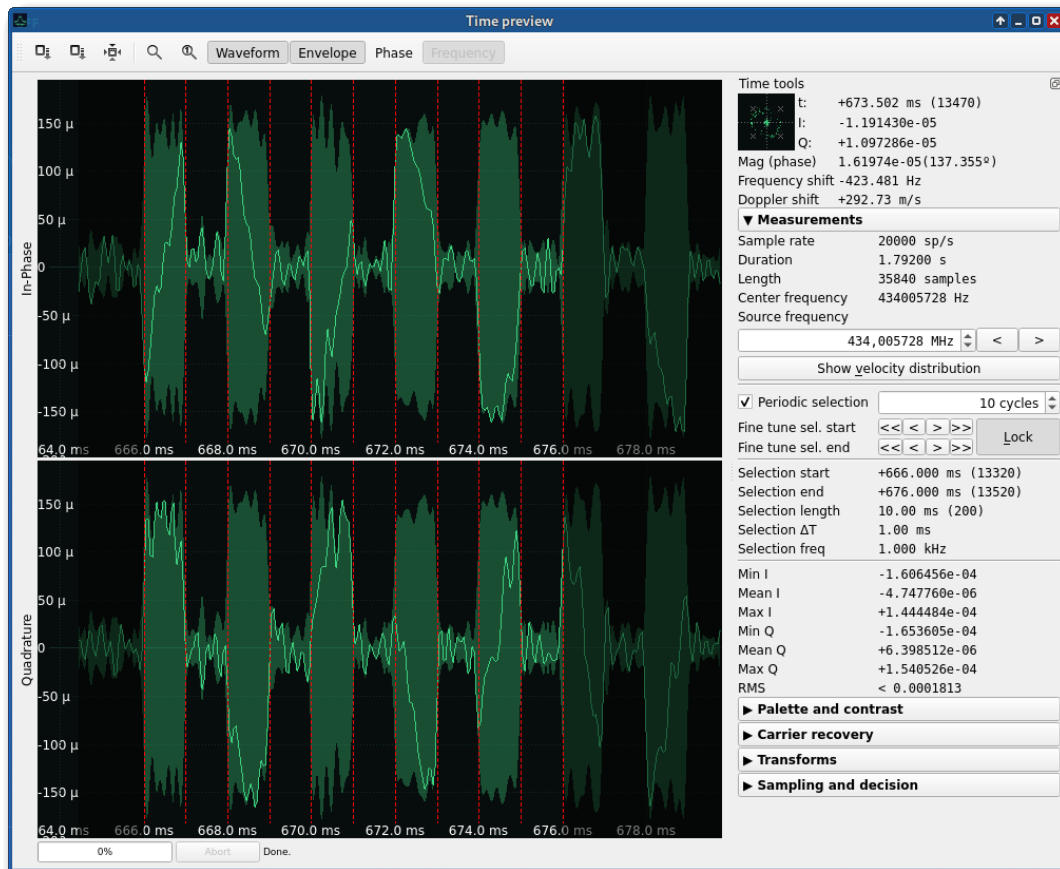 Time preview
Waveform Envelope Phase Frequency
In-Phase
150 μ
100 μ
50 μ
0
-50 μ
-100 μ
-150 μ
64.0 ms 666.0 ms 668.0 ms 670.0 ms 672.0 ms 674.0 ms 676.0 ms 678.0 ms
Quadrature
150 μ
100 μ
50 μ
0
-50 μ
-100 μ
-150 μ
64.0 ms 666.0 ms 668.0 ms 670.0 ms 672.0 ms 674.0 ms 676.0 ms 678.0 ms
0% Abort Done.
Time tools
t: +673.502 ms (13470)
I: -1.191430e-05
Q: +1.097286e-05
Mag (phase) 1.61974e-05(137.355º)
Frequency shift -423.481 Hz
Doppler shift +292.73 m/s
▼ Measurements
Sample rate 20000 sp/s
Duration 1.79200 s
Length 35840 samples
Center frequency 434005728 Hz
Source frequency
434,005728 MHz < >
Show velocity distribution
Periodic selection 10 cycles
Fine tune sel. start << < > >>
Lock
Fine tune sel. end << < > >>
Selection start +666.000 ms (13320)
Selection end +676.000 ms (13520)
Selection length 10.00 ms (200)
Selection ΔT 1.00 ms
Selection freq 1.000 kHz
Min I -1.606456e-04
Mean I -4.747760e-06
Max I +1.444484e-04
Min Q -1.653605e-04
Mean Q +6.398512e-06
Max Q +1.540526e-04
RMS < 0.0001813
▶ Palette and contrast
▶ Carrier recovery
▶ Transforms
▶ Sampling and decision